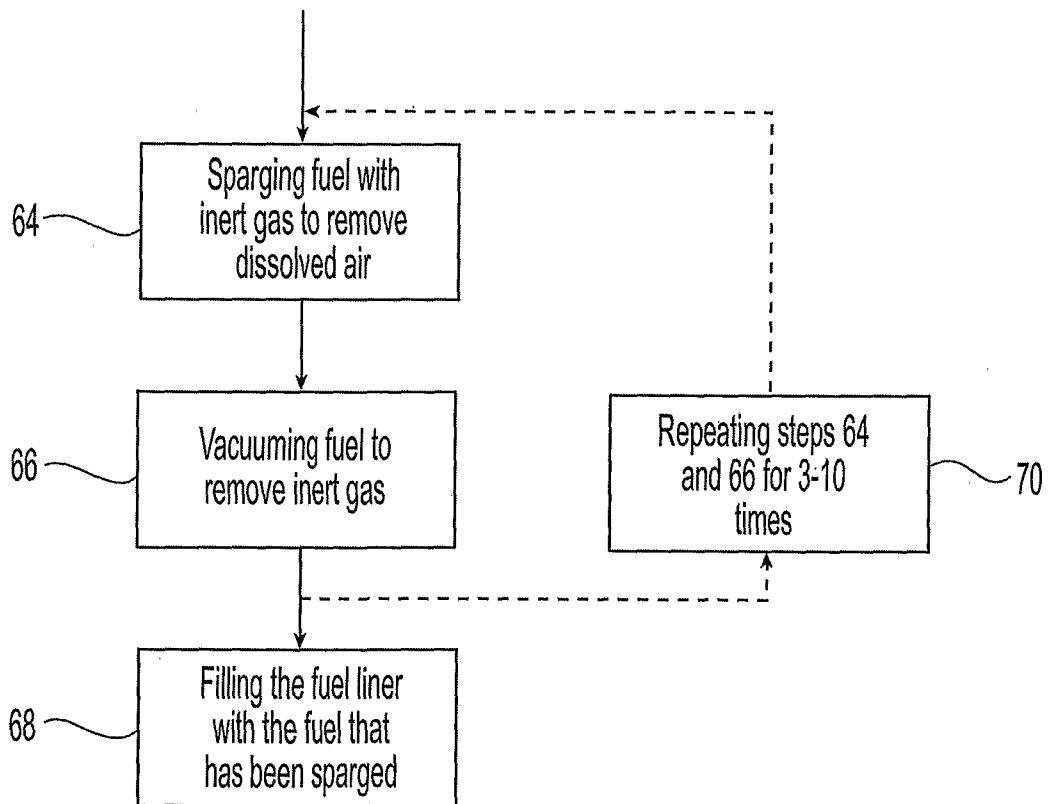 Sparging fuel with
inert gas to remove
dissolved air
64
Vacuuming fuel to
remove inert gas
66
Repeating steps 64
and 66 for 3-10
times
70
Filling the fuel liner
with the fuel that
has been sparged
68